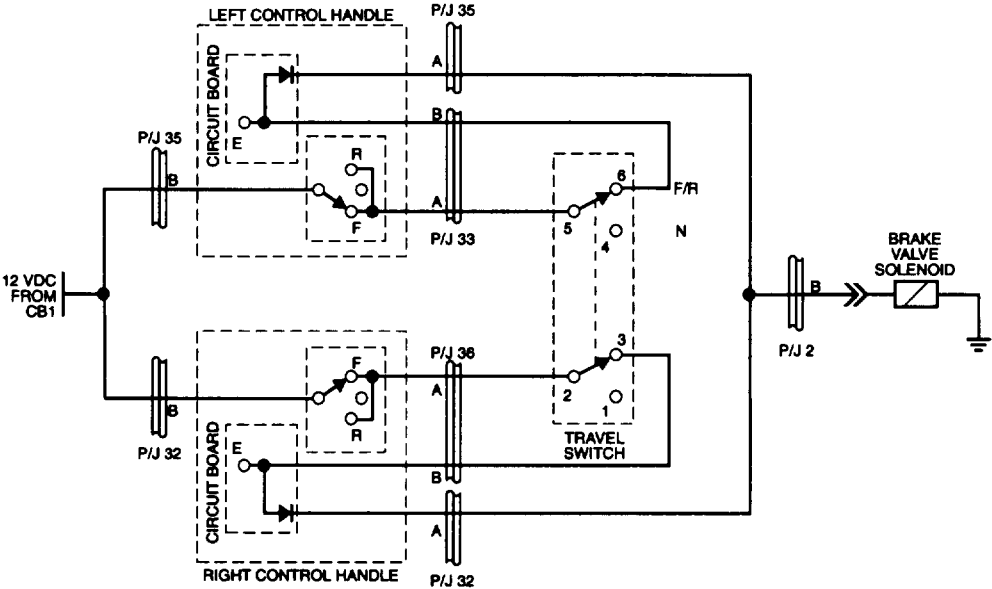 LEFT CONTROL HANDLE
P/J 35
A
CIRCUIT BOARD
E
B
P/J 35
B
R
F
A
P/J 33
6
F/R
5
4
N
12 VDC
FROM
CB1
BRAKE
VALVE
SOLENOID
B
P/J 2
P/J 36
3
F
A
2
1
B
R
P/J 32
TRAVEL
SWITCH
CIRCUIT BOARD
E
B
A
RIGHT CONTROL HANDLE
P/J 32